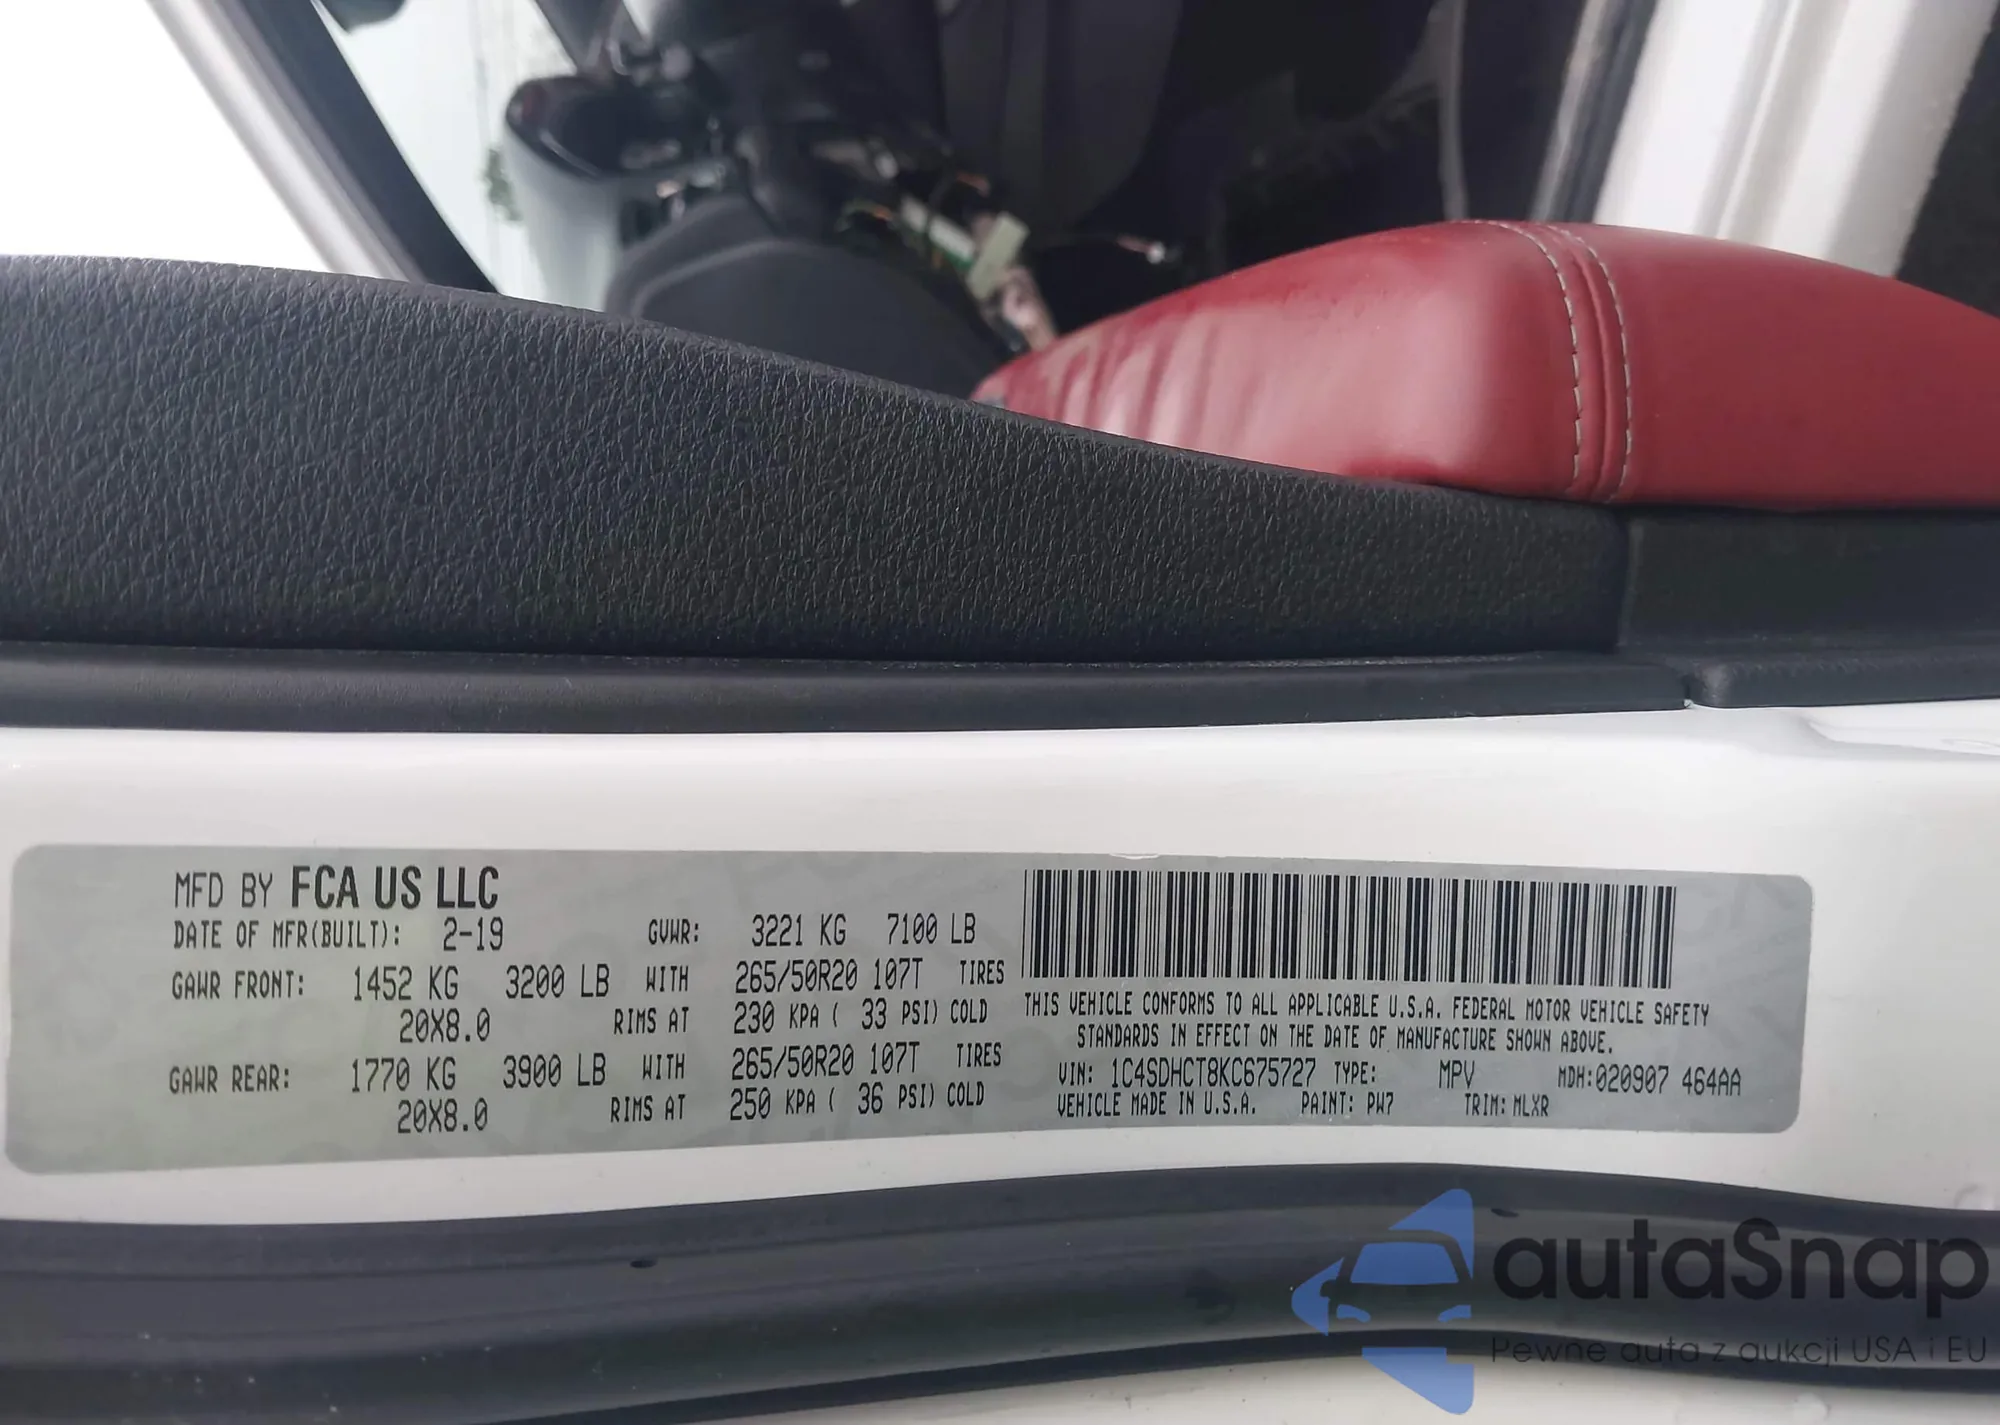 MFD BY FCA US LLC
DATE OF MFR(BUILT): 2-19 GVWR: 3221 KG 7100 LB
GAWR FRONT: 1452 KG 3200 LB WITH 265/50R20 107T TIRES
20X8.0 RIMS AT 230 KPA ( 33 PSI) COLD
GAWR REAR: 1770 KG 3900 LB WITH 265/50R20 107T TIRES
20X8.0 RIMS AT 250 KPA ( 36 PSI) COLD
THIS VEHICLE CONFORMS TO ALL APPLICABLE U.S.A. FEDERAL MOTOR VEHICLE SAFETY
STANDARDS IN EFFECT ON THE DATE OF MANUFACTURE SHOWN ABOVE.
VIN: 1C4SDHCT8KC675727 TYPE: MPV MDH:020907 464AA
VEHICLE MADE IN U.S.A. PAINT: PW7 TRIM: MLXR
autaSnap
Pewne auta z aukcji USA i EU